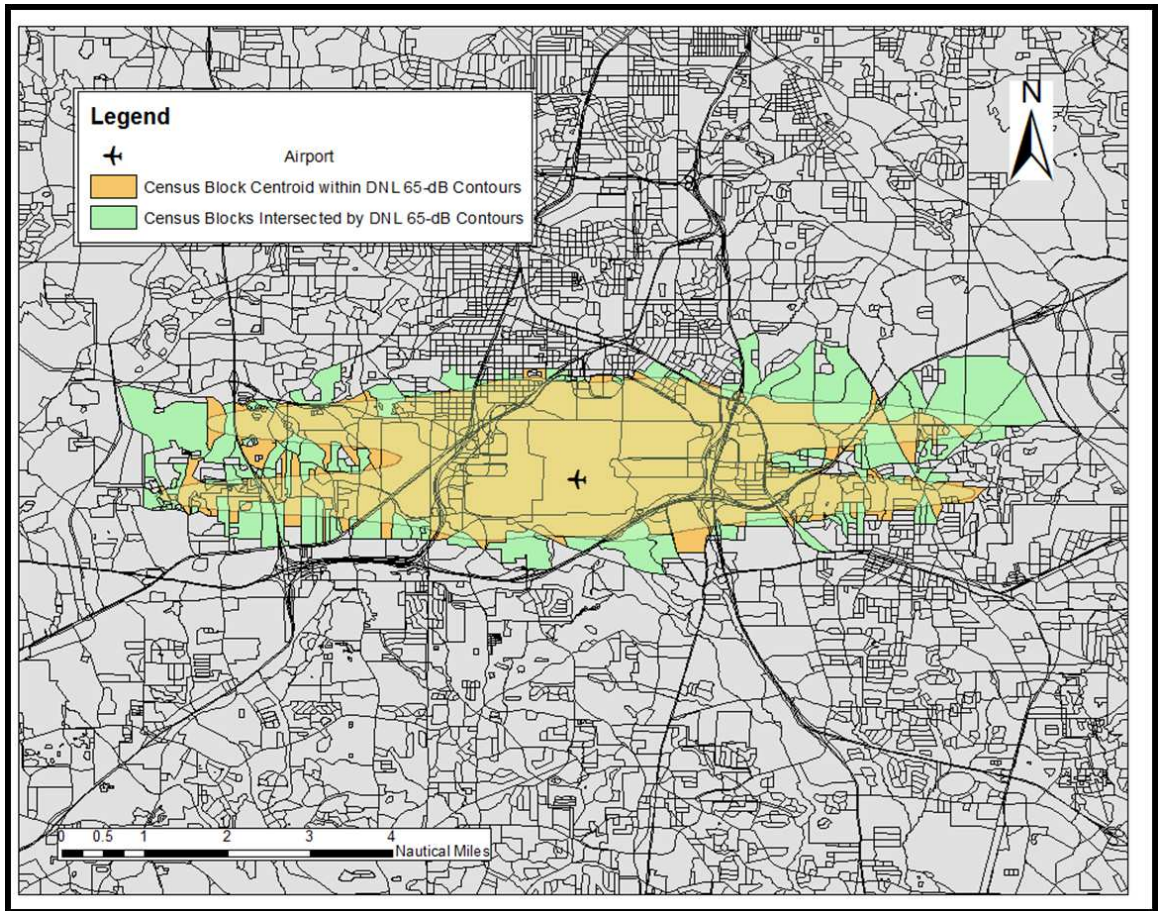 N
Legend
Airport
Census Block Centroid within DNL 65-dB Contours
Census Blocks Intersected by DNL 65-dB Contours
0 0.5 1 2 3 4
Nautical Miles